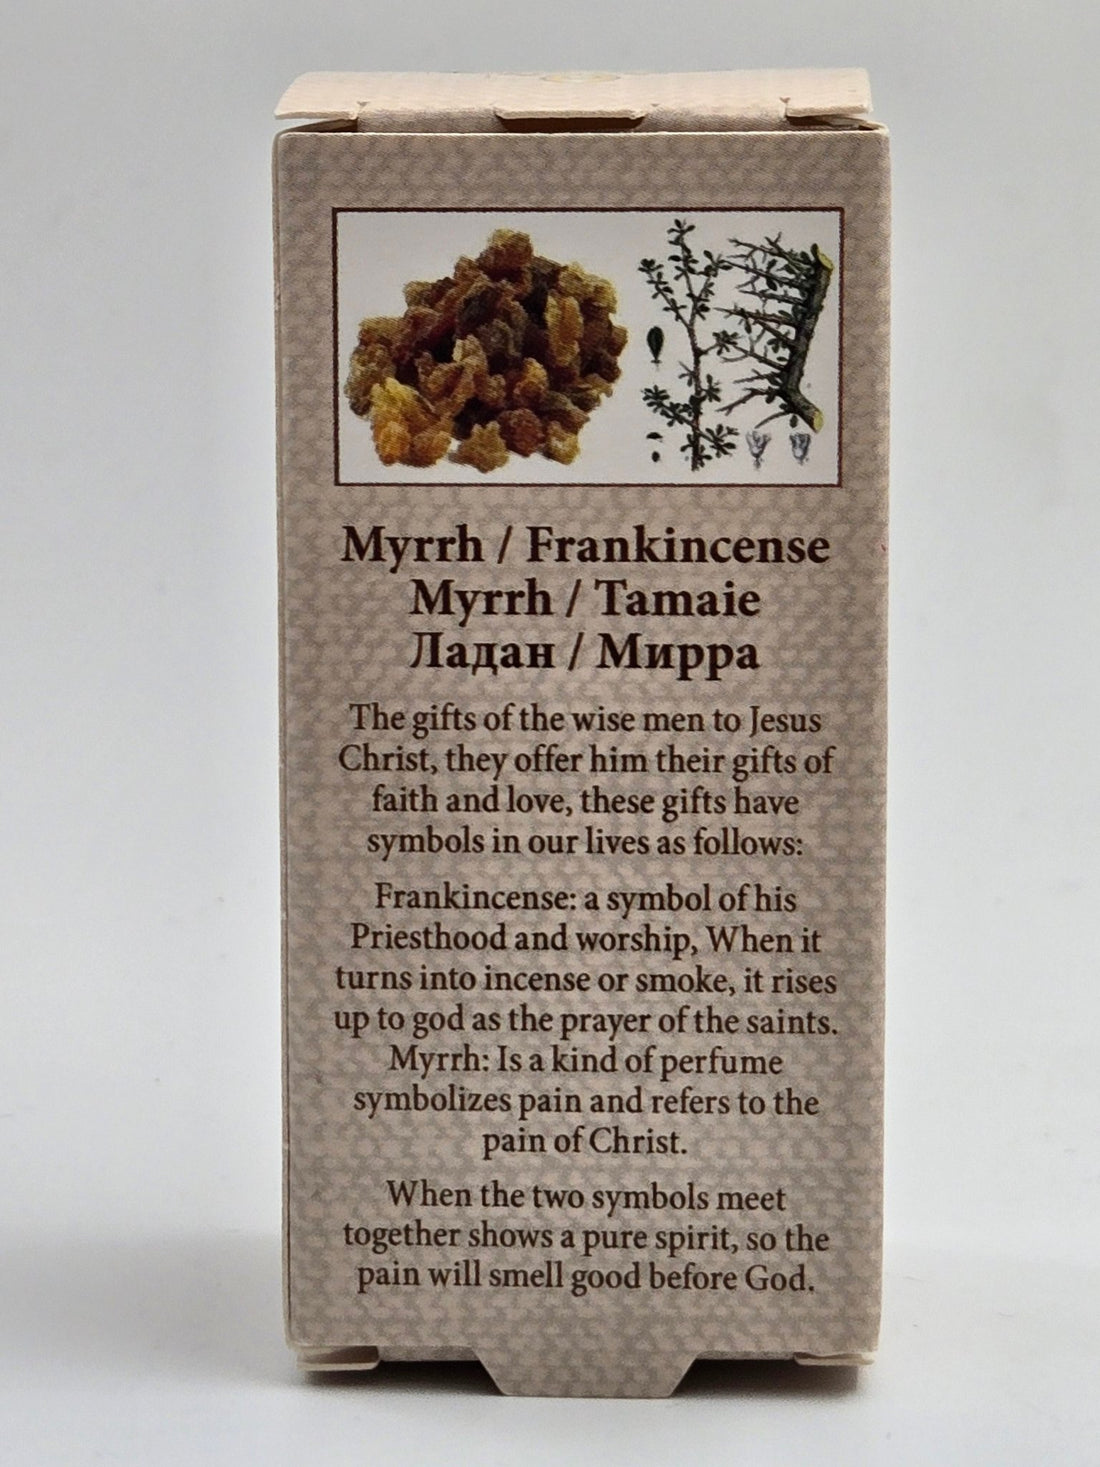 Myrrh / Frankincense
Myrrh / Tamaie
Ладан / Мирра
The gifts of the wise men to Jesus
Christ, they offer him their gifts of
faith and love, these gifts have
symbols in our lives as follows:
Frankincense: a symbol of his
Priesthood and worship, When it
turns into incense or smoke, it rises
up to god as the prayer of the saints.
Myrrh: Is a kind of perfume
symbolizes pain and refers to the
pain of Christ.
When the two symbols meet
together shows a pure spirit, so the
pain will smell good before God.